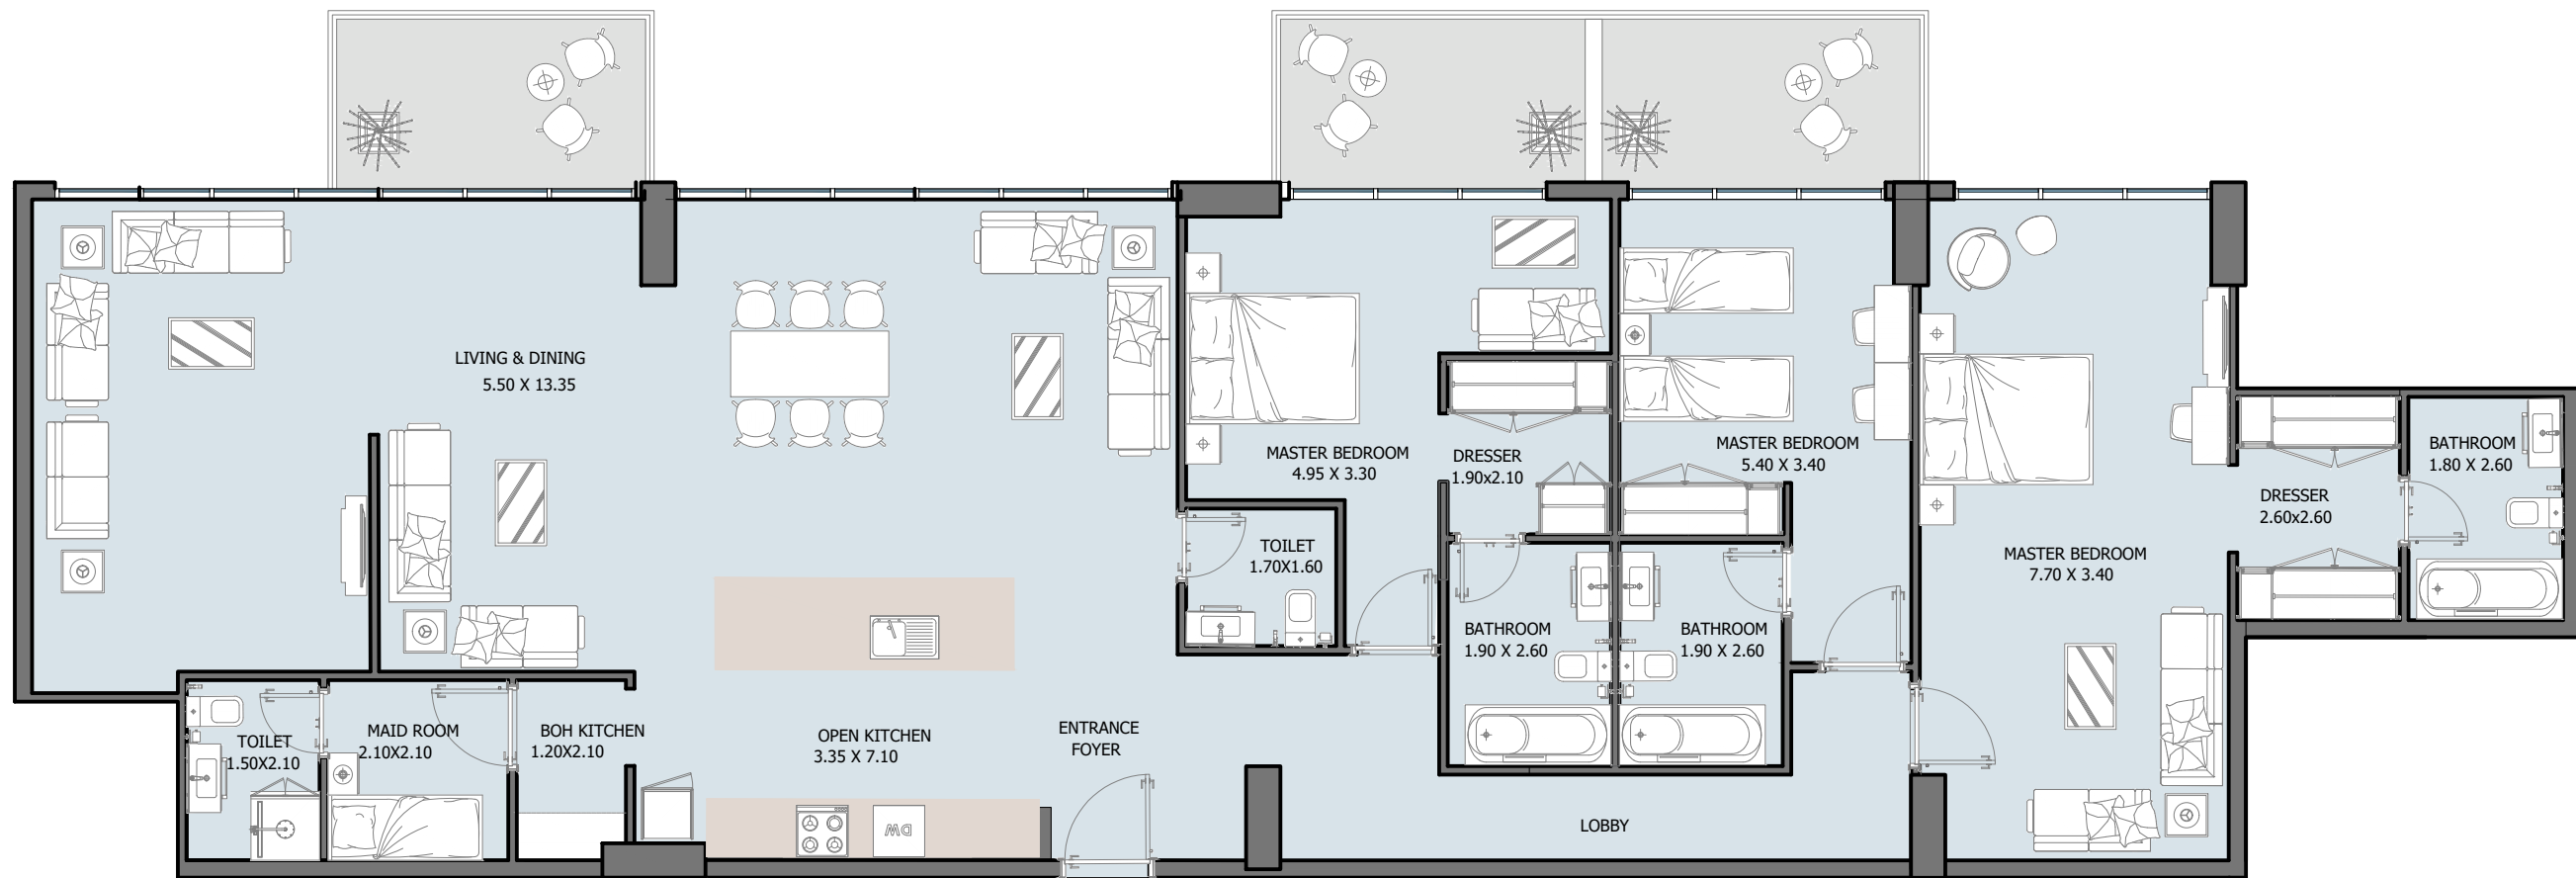 LIVING & DINING
5.50 X 13.35
MASTER BEDROOM
4.95 X 3.30
DRESSER
1.90x2.10
MASTER BEDROOM
5.40 X 3.40
BATHROOM
1.80 X 2.60
DRESSER
2.60x2.60
TOILET
1.70X1.60
MASTER BEDROOM
7.70 X 3.40
BATHROOM
1.90 X 2.60
BATHROOM
1.90 X 2.60
TOILET
1.50X2.10
MAID ROOM
2.10X2.10
BOH KITCHEN
1.20X2.10
OPEN KITCHEN
3.35 X 7.10
ENTRANCE
FOYER
DW
LOBBY